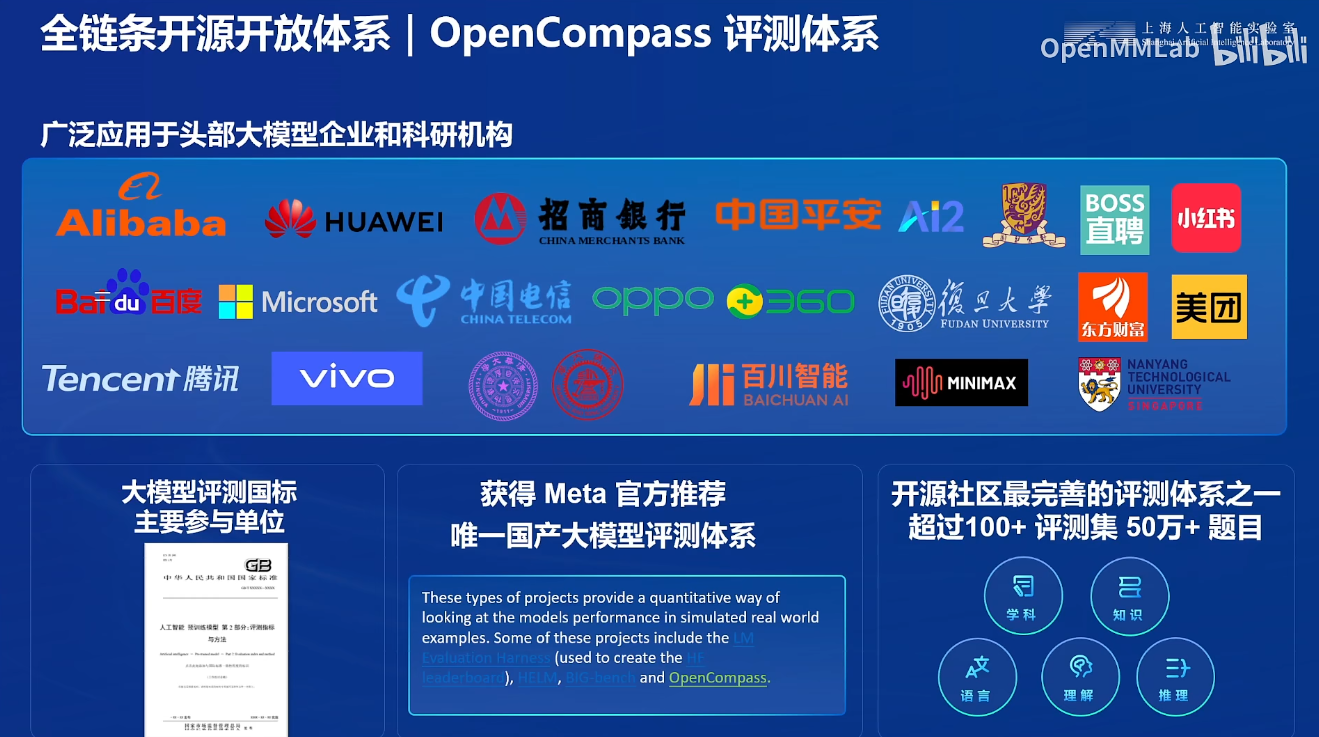 全链条开源开放体系｜OpenCompass 评测体系
上海人工智能实验室
Shanghai Artificial Intelligence Laboratory
OpenMMLab bilibili
广泛应用于头部大模型企业和科研机构
Alibaba
HUAWEI
招商银行
CHINA MERCHANTS BANK
中国平安
Ai2
BOSS
直聘
小红书
Bai du 百度
Microsoft
中国电信
CHINA TELECOM
oppo
360
復旦大學
FUDAN UNIVERSITY
1905
东方财富
美团
Tencent 腾讯
vivo
百川智能
BAICHUAN AI
MINIMAX
NANYANG
TECHNOLOGICAL
UNIVERSITY
SINGAPORE
大模型评测国标
主要参与单位
GB
中华人民共和国国家标准
人工智能 预训练模型 第2部分：评测指标
与方法
获得 Meta 官方推荐
唯一国产大模型评测体系
These types of projects provide a quantitative way of
looking at the models performance in simulated real world
examples. Some of these projects include the LM
Evaluation Harness (used to create the HF
leaderboard), HELM, BIG-bench and OpenCompass.
开源社区最完善的评测体系之一
超过100+ 评测集 50万+ 题目
学科
知识
语言
理解
推理